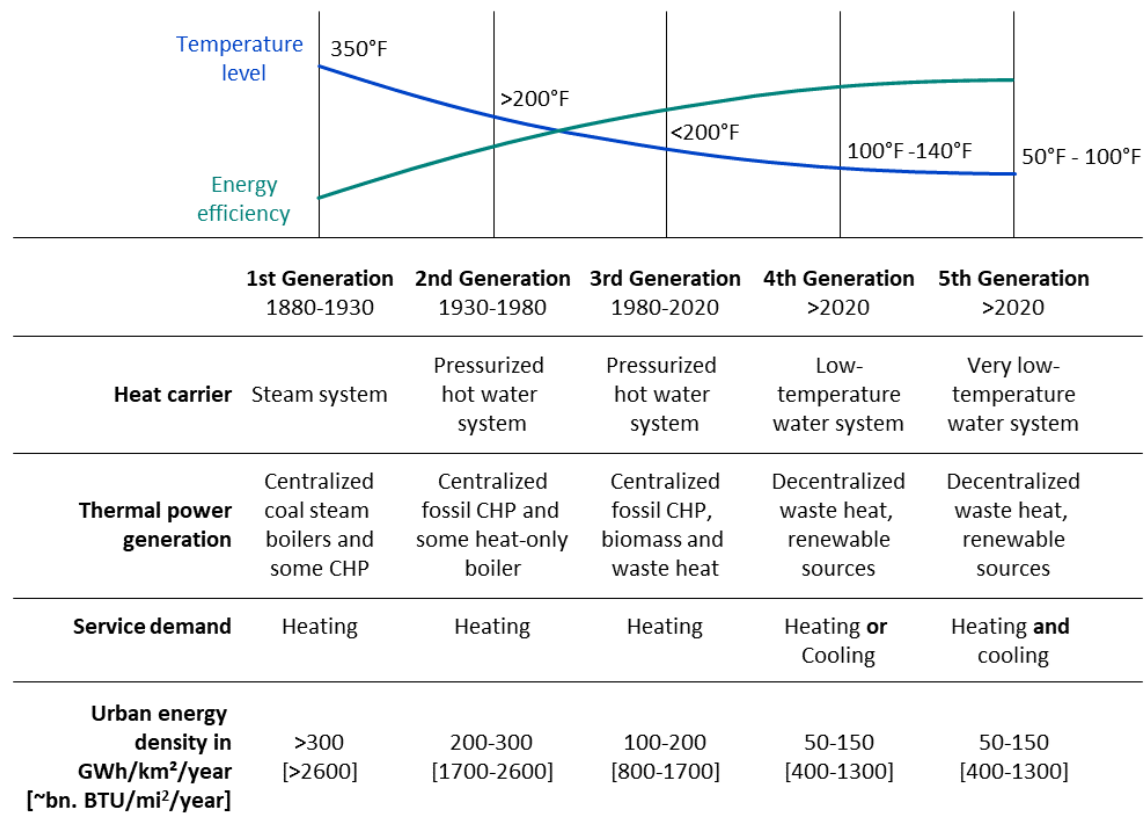 Temperature
level
350°F
>200°F
<200°F
100°F -140°F
50°F - 100°F
Energy
efficiency
1st Generation
1880-1930
2nd Generation
1930-1980
3rd Generation
1980-2020
4th Generation
>2020
5th Generation
>2020
Heat carrier
Steam system
Pressurized
hot water
system
Pressurized
hot water
system
Low-
temperature
water system
Very low-
temperature
water system
Thermal power
generation
Centralized
coal steam
boilers and
some CHP
Centralized
fossil CHP and
some heat-only
boiler
Centralized
fossil CHP,
biomass and
waste heat
Decentralized
waste heat,
renewable
sources
Decentralized
waste heat,
renewable
sources
Service demand
Heating
Heating
Heating
Heating or
Cooling
Heating and
cooling
Urban energy
density in
GWh/km²/year
[~bn. BTU/mi²/year]
>300
[>2600]
200-300
[1700-2600]
100-200
[800-1700]
50-150
[400-1300]
50-150
[400-1300]